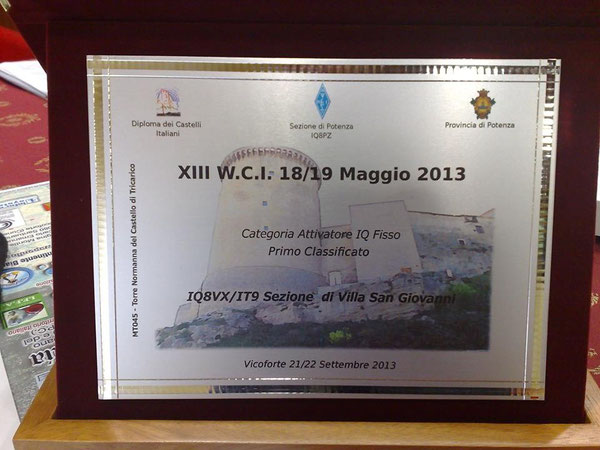 Diploma dei Castelli
Italiani
Sezione di Potenza
IQ8PZ
Provincia di Potenza
XIII W.C.I. 18/19 Maggio 2013
Categoria Attivatore IQ Fisso
Primo Classificato
IQ8VX/IT9 Sezione di Villa San Giovanni
Vicoforte 21/22 Settembre 2013
MT045 - Torre Normanna del Castello di Tricarico